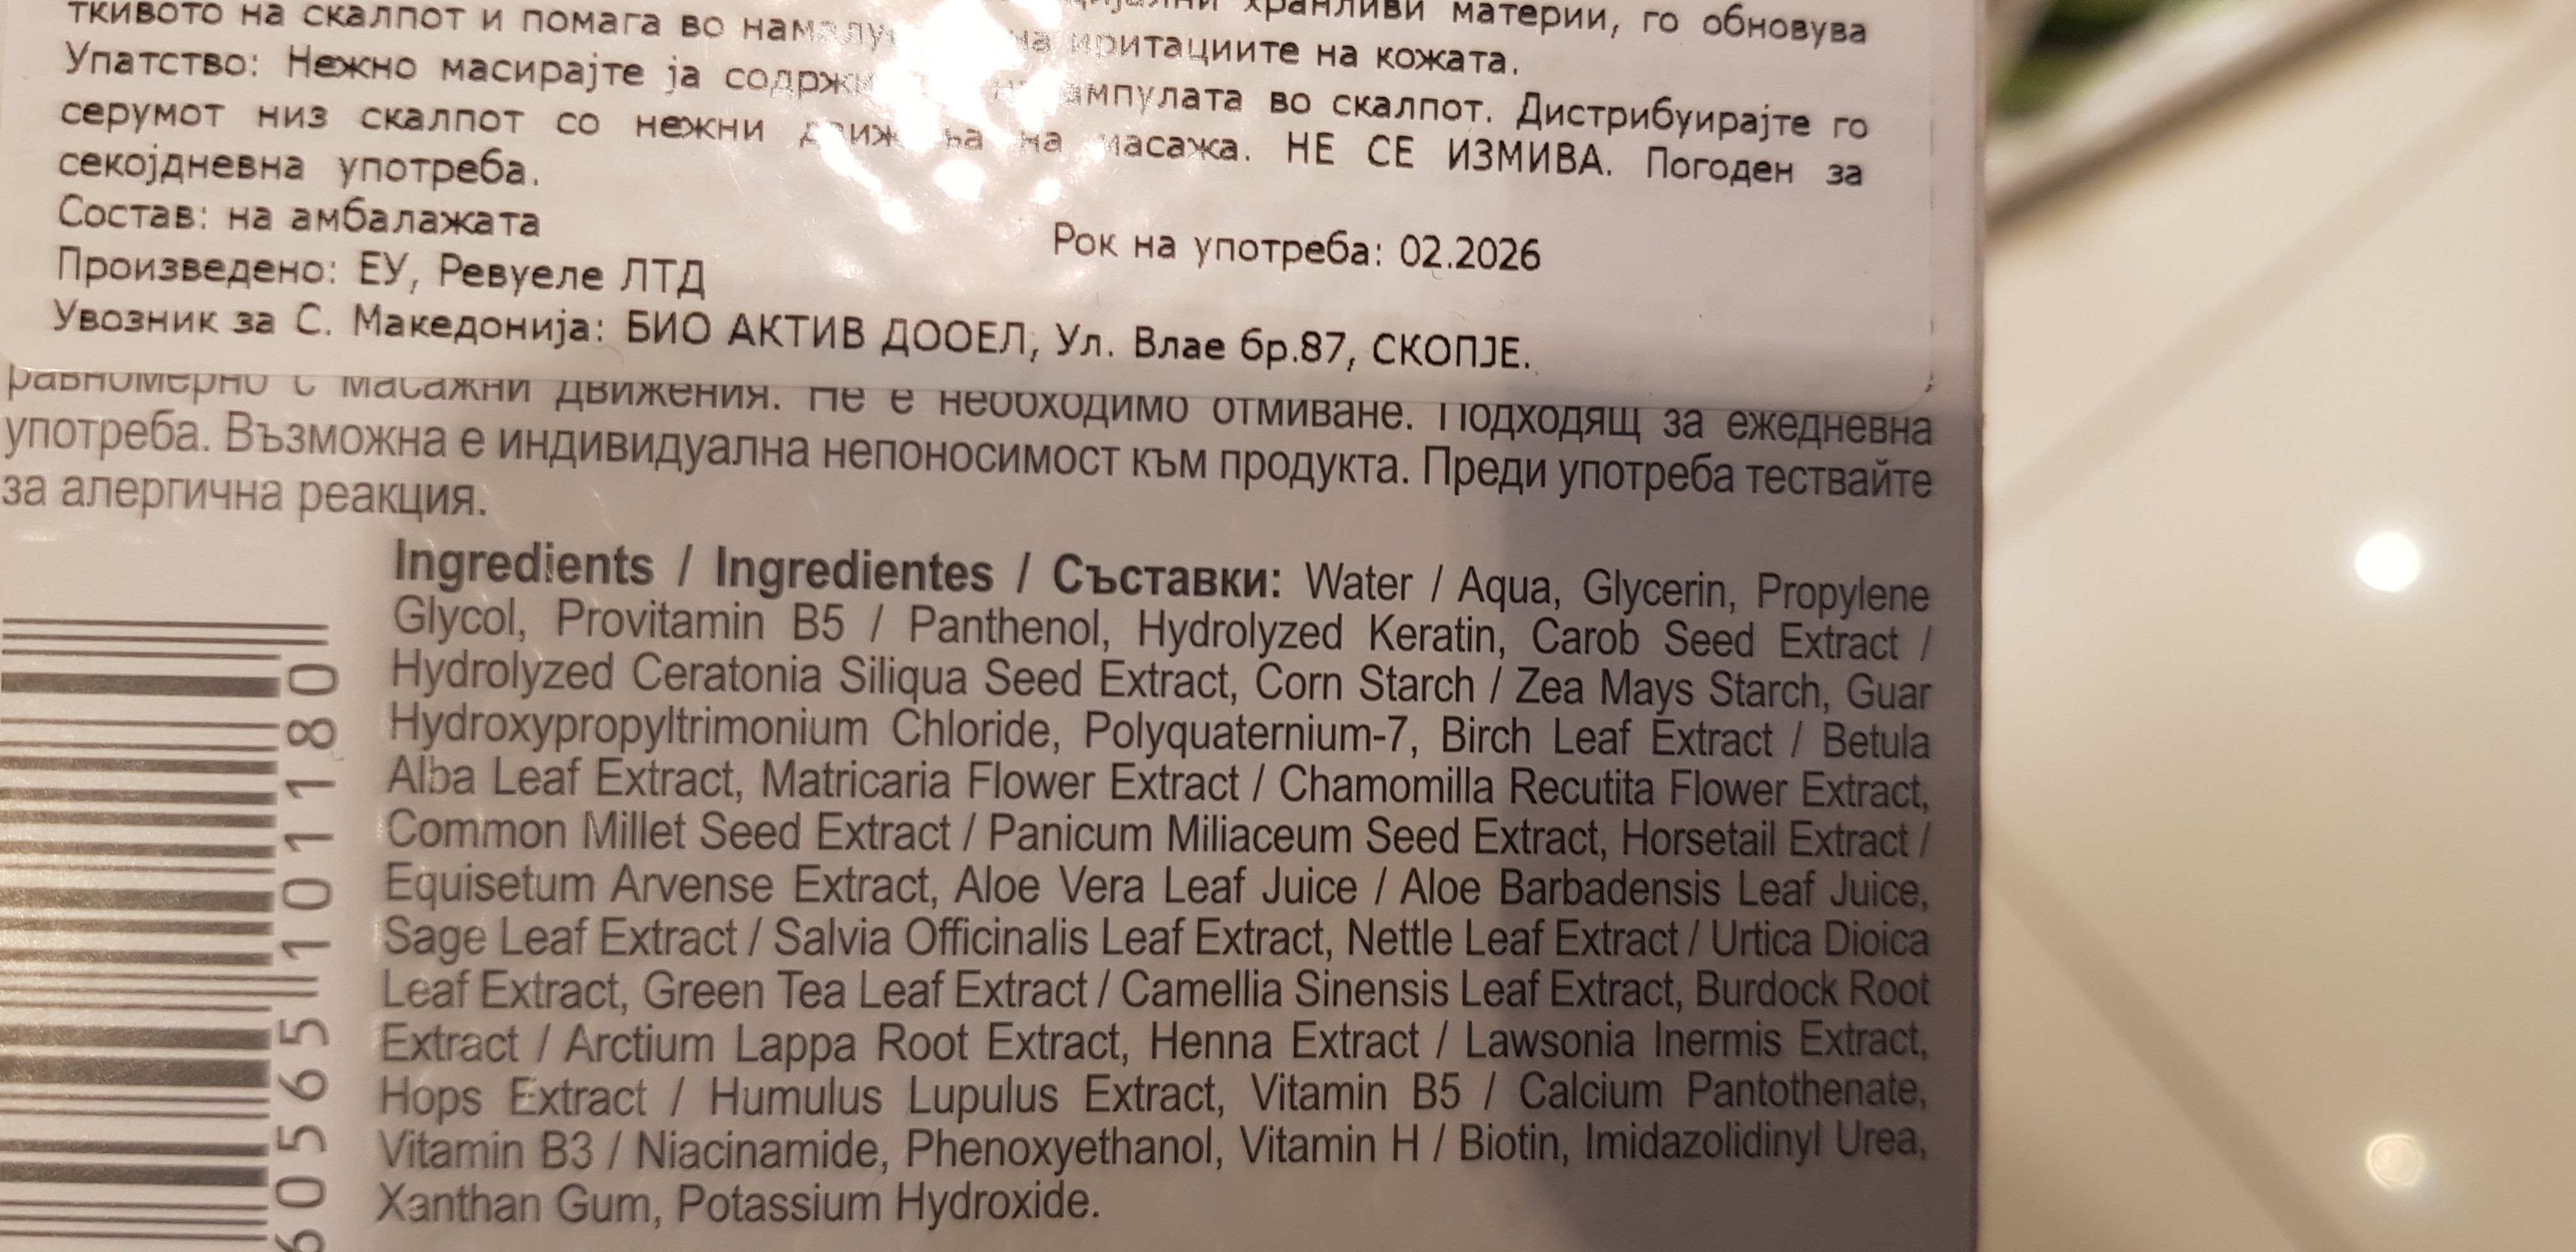 ткивото на скалпот и помага во хранливи материи, го обновува
на иритациите на кожата.
Упатство: Нежно масирајте ја ампулата во скалпот. Дистрибуирајте го
серумот низ скалпот со нежни на масажа. НЕ СЕ ИЗМИВА. Погоден за
секојдневна употреба.
Состав: на амбалажата
Рок на употреба: 02.2026
Произведено: ЕУ, Ревуеле ЛТД
Увозник за С. Македонија: БИО АКТИВ ДООЕЛ, Ул. Влае бр.87, СКОПЈЕ.
равномерно с масажни движения. Не е необходимо отмиване. Подходящ за ежедневна
употреба. Възможна е индивидуална непоносимост към продукта. Преди употреба тествайте
за алергична реакция.
Ingredients / Ingredientes / Съставки: Water / Aqua, Glycerin, Propylene
Glycol, Provitamin B5 / Panthenol, Hydrolyzed Keratin, Carob Seed Extract /
Hydrolyzed Ceratonia Siliqua Seed Extract, Corn Starch / Zea Mays Starch, Guar
Hydroxypropyltrimonium Chloride, Polyquaternium-7, Birch Leaf Extract / Betula
Alba Leaf Extract, Matricaria Flower Extract / Chamomilla Recutita Flower Extract,
Common Millet Seed Extract / Panicum Miliaceum Seed Extract, Horsetail Extract /
Equisetum Arvense Extract, Aloe Vera Leaf Juice / Aloe Barbadensis Leaf Juice,
Sage Leaf Extract / Salvia Officinalis Leaf Extract, Nettle Leaf Extract / Urtica Dioica
Leaf Extract, Green Tea Leaf Extract / Camellia Sinensis Leaf Extract, Burdock Root
Extract / Arctium Lappa Root Extract, Henna Extract / Lawsonia Inermis Extract,
Hops Extract / Humulus Lupulus Extract, Vitamin B5 / Calcium Pantothenate,
Vitamin B3 / Niacinamide, Phenoxyethanol, Vitamin H / Biotin, Imidazolidinyl Urea,
Xanthan Gum, Potassium Hydroxide.
60565 101180